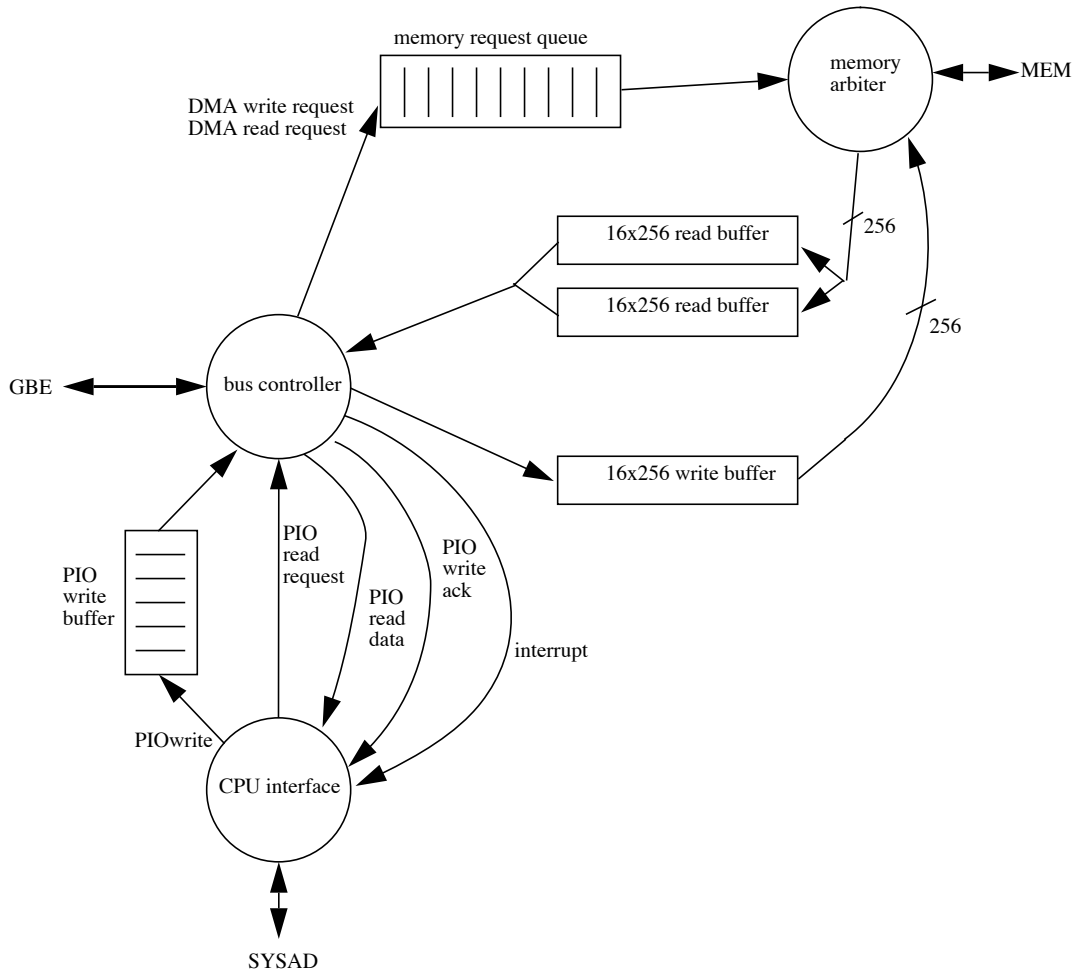 memory request queue
memory
arbiter
MEM
DMA write request
DMA read request
16x256 read buffer
256
16x256 read buffer
256
GBE
bus controller
16x256 write buffer
PIO
read
request
PIO
write
ack
PIO
write
buffer
PIO
read
data
interrupt
PIOwrite
CPU interface
SYSAD